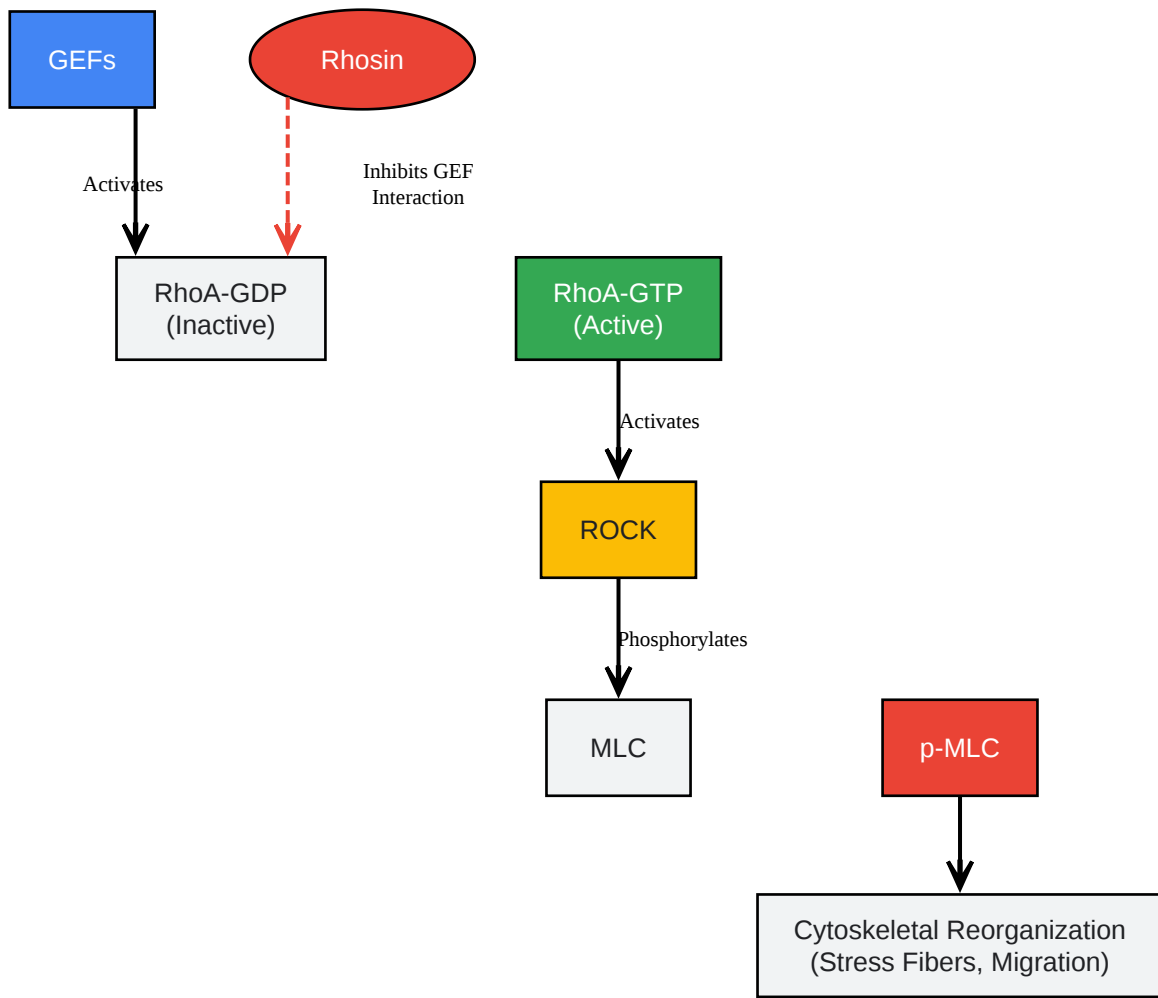 GEFs
Rhosin
Activates
Inhibits GEF
Interaction
RhoA-GDP
(Inactive)
RhoA-GTP
(Active)
Activates
ROCK
Phosphorylates
MLC
p-MLC
Cytoskeletal Reorganization
(Stress Fibers, Migration)